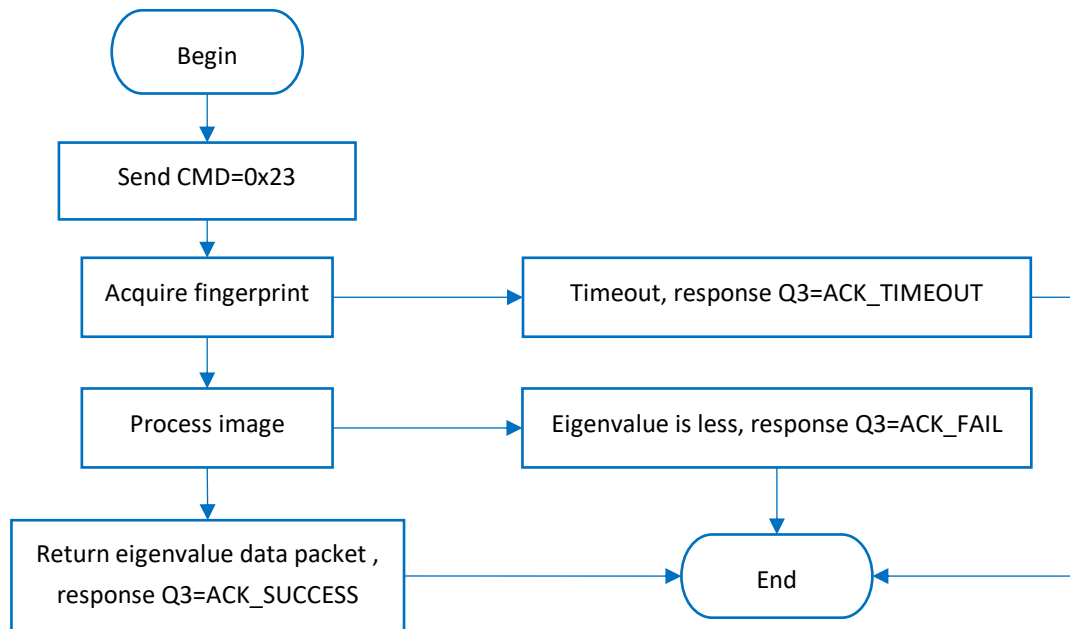 Begin
Send CMD=0x23
Acquire fingerprint
Timeout, response Q3=ACK_TIMEOUT
Process image
Eigenvalue is less, response Q3=ACK_FAIL
Return eigenvalue data packet ,
response Q3=ACK_SUCCESS
End